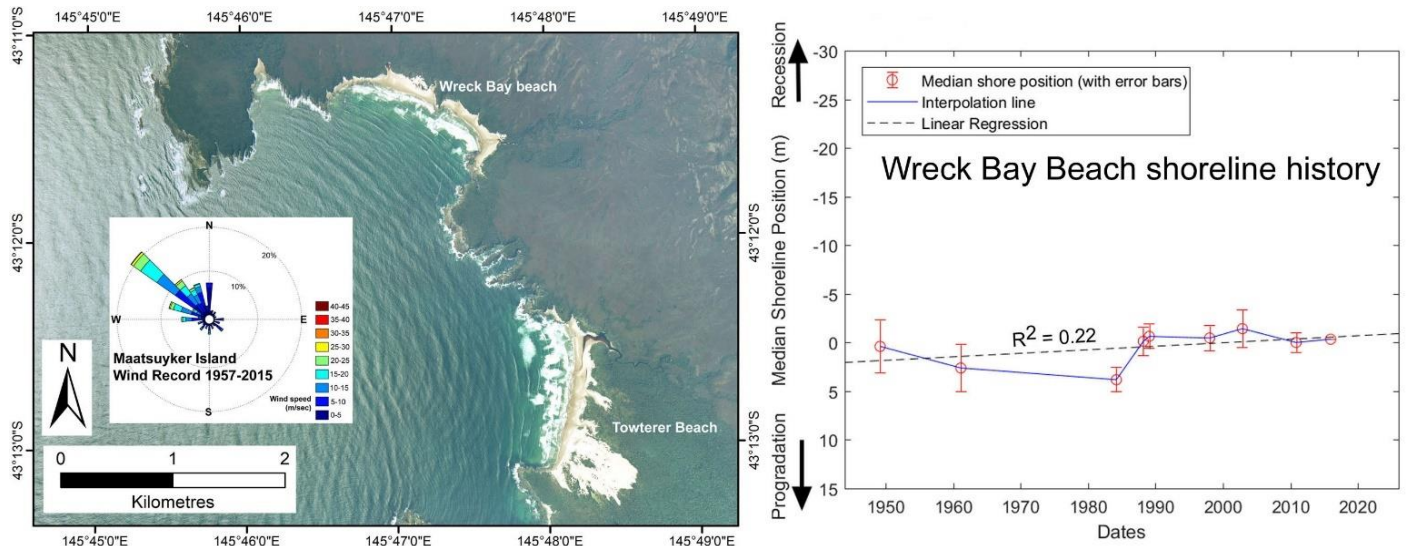 145°45'0"E
145°46'0"E
145°47'0"E
145°48'0"E
145°49'0"E
43°11'0"S
43°12'0"S
43°13'0"S
Wreck Bay beach
Towterer Beach
N
20%
10%
W
E
S
Maatsuyker Island
Wind Record 1957-2015
Wind speed
(m/sec)
40-45
35-40
30-35
25-30
20-25
15-20
10-15
5-10
0-5
N
0 1 2
Kilometres
43°12'0"S
43°13'0"S
145°45'0"E
145°46'0"E
145°47'0"E
145°48'0"E
145°49'0"E
Recession
Median Shoreline Position (m)
Progradation
-30
-25
-20
-15
-10
-5
0
5
10
15
Median shore position (with error bars)
Interpolation line
Linear Regression
Wreck Bay Beach shoreline history
R2 = 0.22
1950 1960 1970 1980 1990 2000 2010 2020
Dates